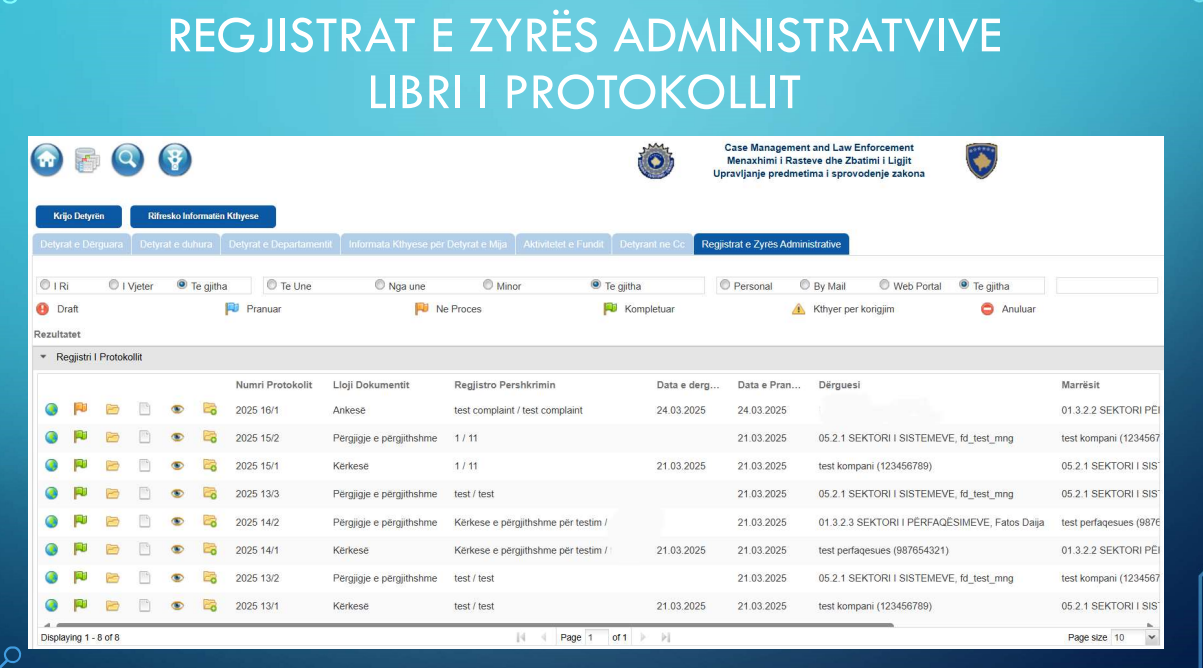 REGJISTRAT E ZYRËS ADMINISTRATVIVE
LIBRI I PROTOKOLLIT
Case Management and Law Enforcement
Menaxhimi i Rasteve dhe Zbatimi i Ligjit
Upravljanje predmetima i sprovođenje zakona
Krijo Detyrën Rifresko Informatën Kthyese
Detyrat e Dërguara Detyrat e duhura Detyrat e Departamentit Informata Kthyese për Detyrat e Mija Aktivitetet e Fundit Detyrant ne Cc Regjistrat e Zyrës Administrative
I Ri I Vjeter Te gjitha Te Une Nga une Minor Te gjitha Personal By Mail Web Portal Te gjitha
Draft Pranuar Ne Proces Kompletuar Kthyer per korigjim Anuluar
Rezultatet
Regjistri I Protokollit
Numri Protokolit Lloji Dokumentit Regjistro Pershkrimin Data e derg... Data e Pran... Dërguesi Marrësit
2025 16/1 Ankesë test complaint / test complaint 24.03.2025 24.03.2025 01.3.2.2 SEKTORI PË
2025 15/2 Përgjigje e përgjithshme 1 / 11 21.03.2025 05.2.1 SEKTORI I SISTEMEVE, fd_test_mng test kompani (1234567
2025 15/1 Kërkesë 1 / 11 21.03.2025 21.03.2025 test kompani (123456789) 05.2.1 SEKTORI I SIS
2025 13/3 Përgjigje e përgjithshme test / test 21.03.2025 05.2.1 SEKTORI I SISTEMEVE, fd_test_mng 05.2.1 SEKTORI I SIS
2025 14/2 Përgjigje e përgjithshme Kërkese e përgjithshme për testim / 21.03.2025 01.3.2.3 SEKTORI I PËRFAQËSIMEVE, Fatos Daija test perfaqesues (9876
2025 14/1 Kërkesë Kërkese e përgjithshme për testim / 21.03.2025 21.03.2025 test perfaqesues (987654321) 01.3.2.2 SEKTORI PË
2025 13/2 Përgjigje e përgjithshme test / test 21.03.2025 05.2.1 SEKTORI I SISTEMEVE, fd_test_mng test kompani (1234567
2025 13/1 Kërkesë test / test 21.03.2025 21.03.2025 test kompani (123456789) 05.2.1 SEKTORI I SIS
Displaying 1 - 8 of 8 Page 1 of 1 Page size 10